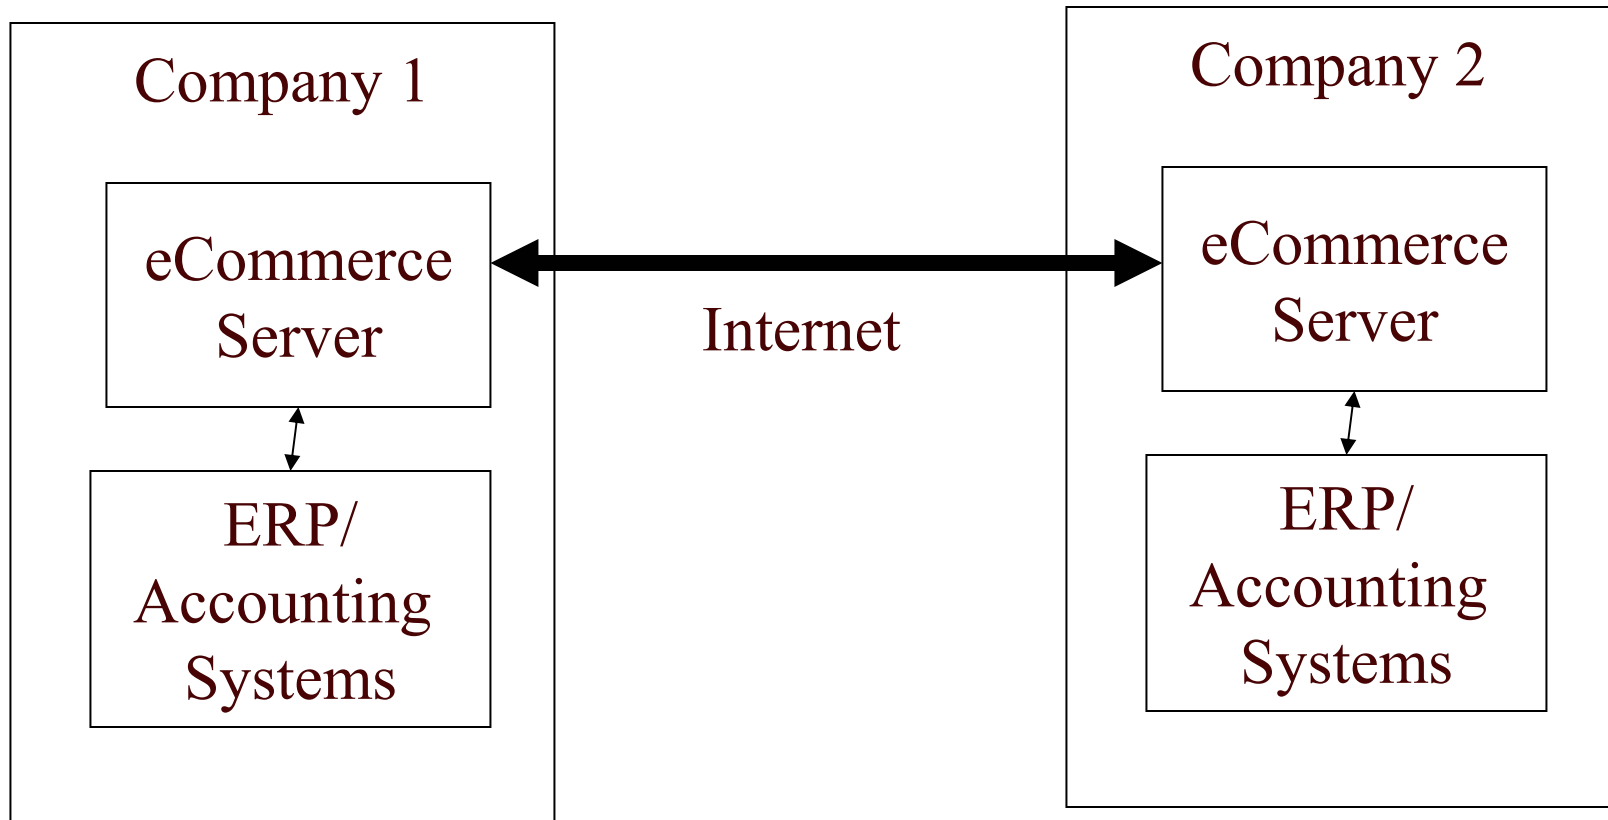 Company 1
eCommerce
Server
ERP/
Accounting
Systems
Internet
Company 2
eCommerce
Server
ERP/
Accounting
Systems